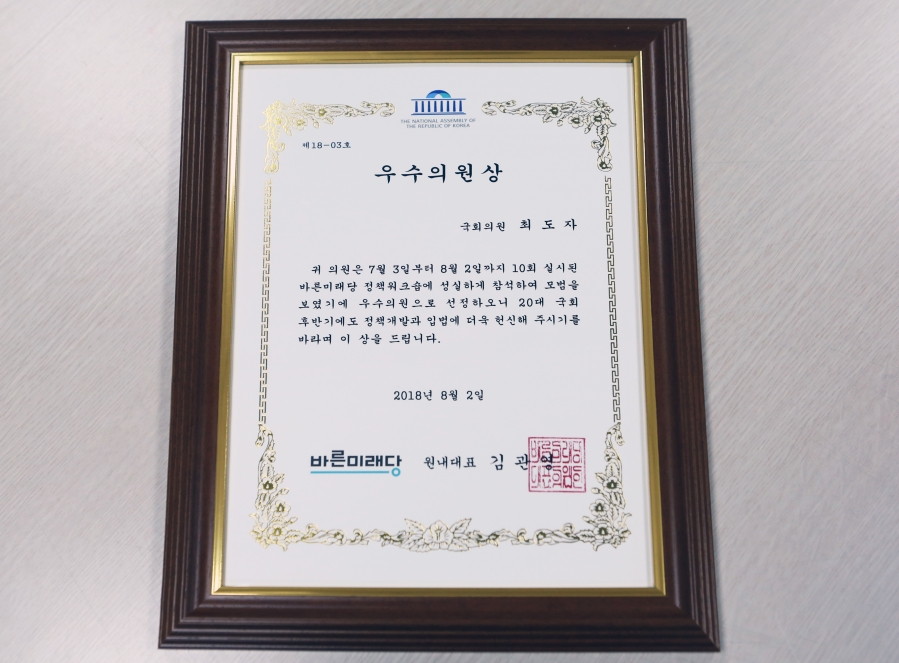 THE NATIONAL ASSEMBLY OF
THE REPUBLIC OF KOREA
제18-03호
우수의원상
국회의원 최 도 자
귀 의원은 7월 3일부터 8월 2일까지 10회 실시된
바른미래당 정책워크숍에 성실하게 참석하여 모범을
보였기에 우수의원으로 선정하오니 20대 국회
후반기에도 정책개발과 입법에 더욱 헌신해 주시기를
바라며 이 상을 드립니다.
2018년 8월 2일
바른미래당 원내대표 김 관 영